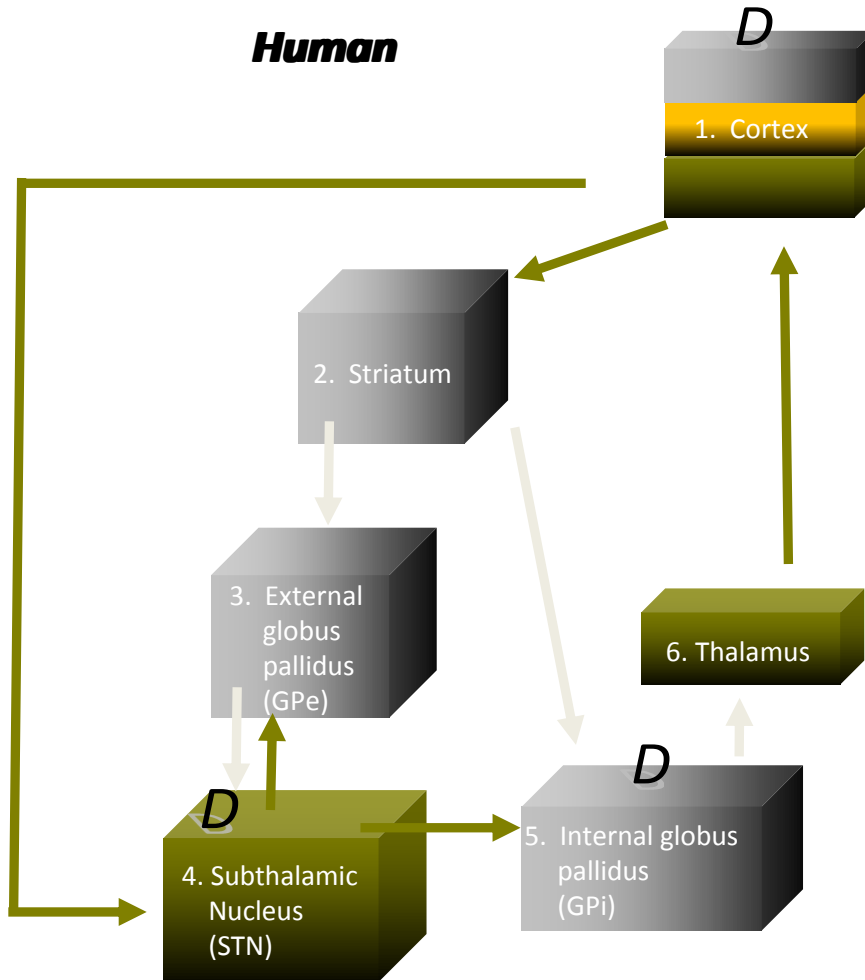 D
Human
1. Cortex
2. Striatum
3. External
globus
pallidus
(GPe)
6. Thalamus
D
D
5. Internal globus
pallidus
(GPi)
4. Subthalamic
Nucleus
(STN)